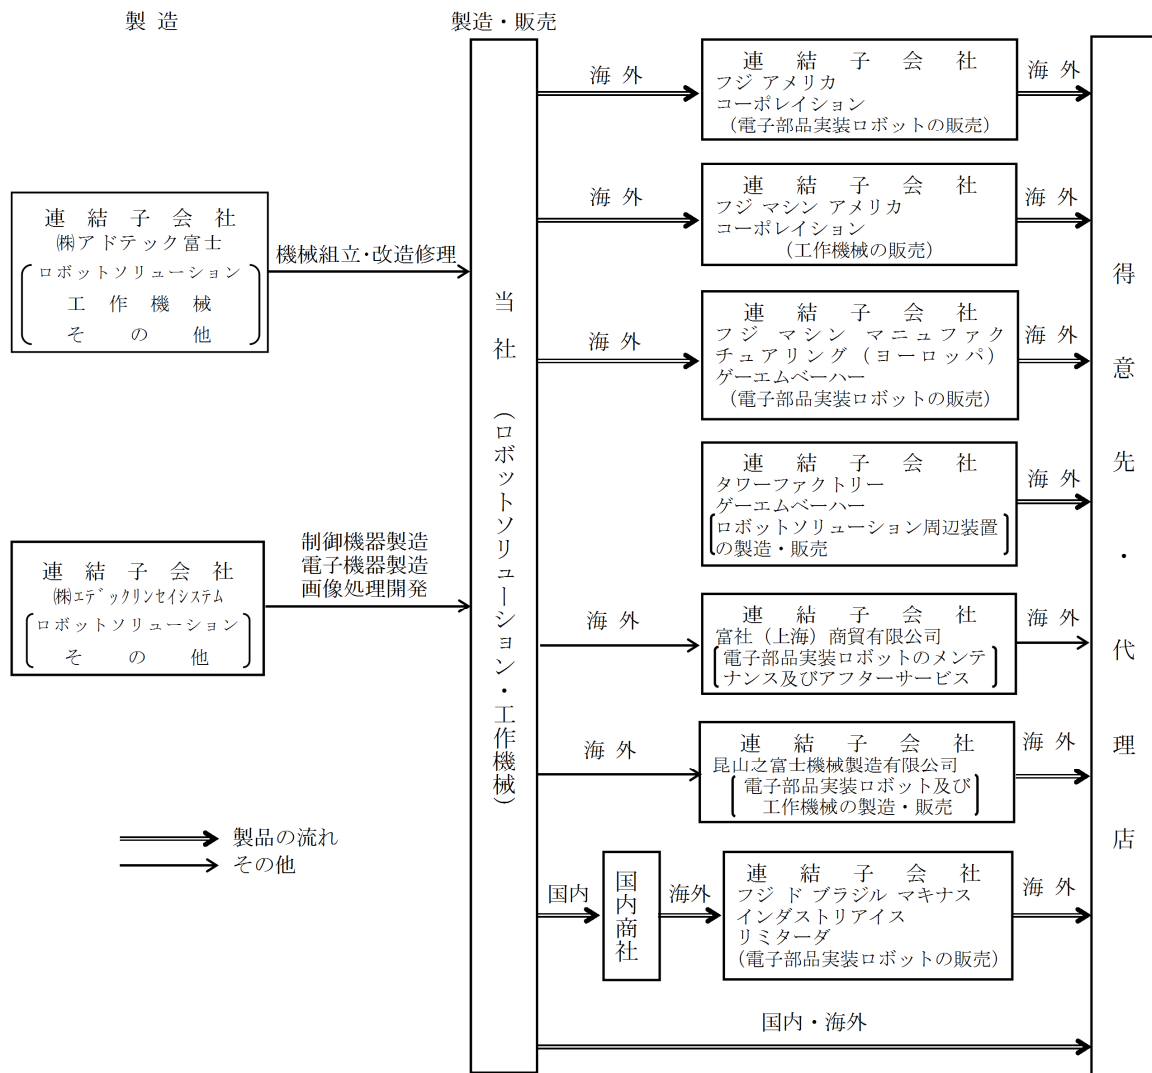 製造
製造・販売
連結子会社
㈱アドテック富士
ロボットソリューション
工作機械
その他
機械組立・改造修理
連結子会社
㈱エデックリンセイシステム
ロボットソリューション
その他
制御機器製造
電子機器製造
画像処理開発
当社（ロボットソリューション・工作機械）
海外
連結子会社
フジ アメリカ
コーポレイション
（電子部品実装ロボットの販売）
海外
海外
連結子会社
フジ マシン アメリカ
コーポレイション
（工作機械の販売）
海外
海外
連結子会社
フジ マシン マニュファク
チュアリング（ヨーロッパ）
ゲーエムベーハー
（電子部品実装ロボットの販売）
海外
連結子会社
タワーファクトリー
ゲーエムベーハー
ロボットソリューション周辺装置
の製造・販売
海外
海外
連結子会社
富社（上海）商貿有限公司
電子部品実装ロボットのメンテ
ナンス及びアフターサービス
海外
海外
連結子会社
昆山之富士機械製造有限公司
電子部品実装ロボット及び
工作機械の製造・販売
海外
国内
国内商社
海外
連結子会社
フジ ド ブラジル マキナス
インダストリアイス
リミターダ
（電子部品実装ロボットの販売）
海外
国内・海外
得意先・代理店
製品の流れ
その他